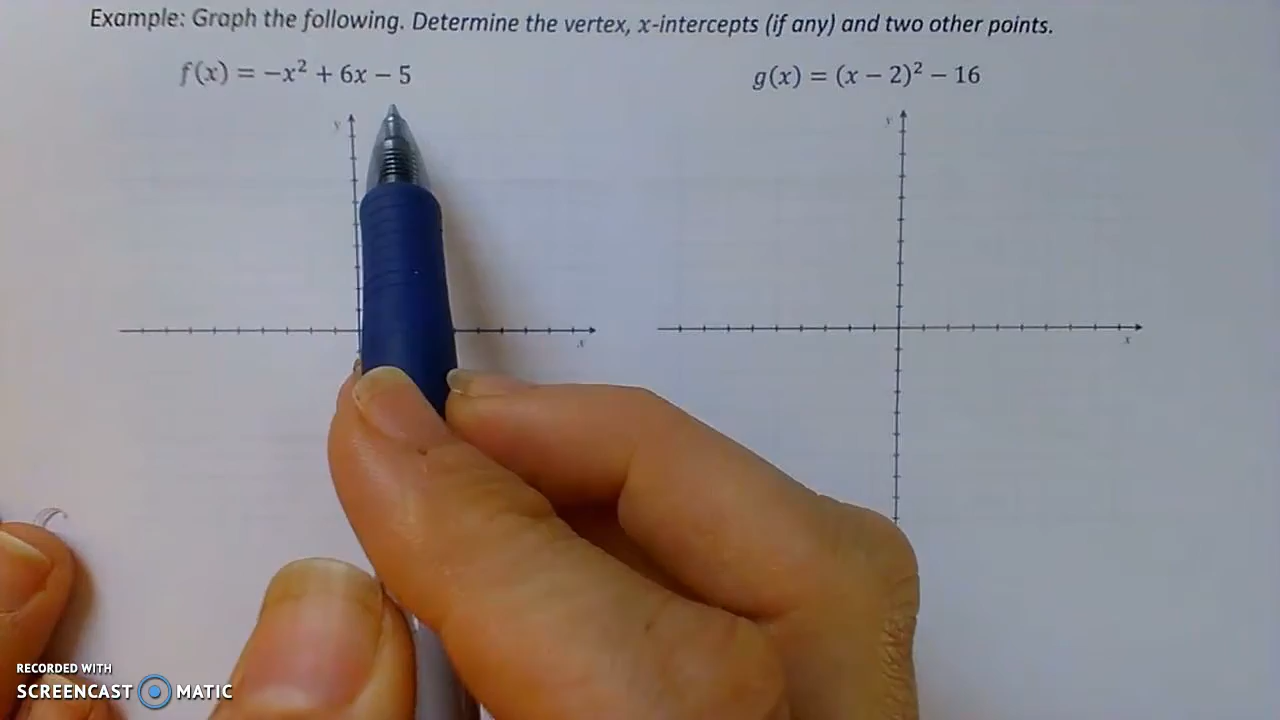 Example: Graph the following. Determine the vertex, x-intercepts (if any) and two other points.
f(x) = −x² + 6x − 5
g(x) = (x − 2)² − 16
y
y
x
x
RECORDED WITH
SCREENCAST MATIC